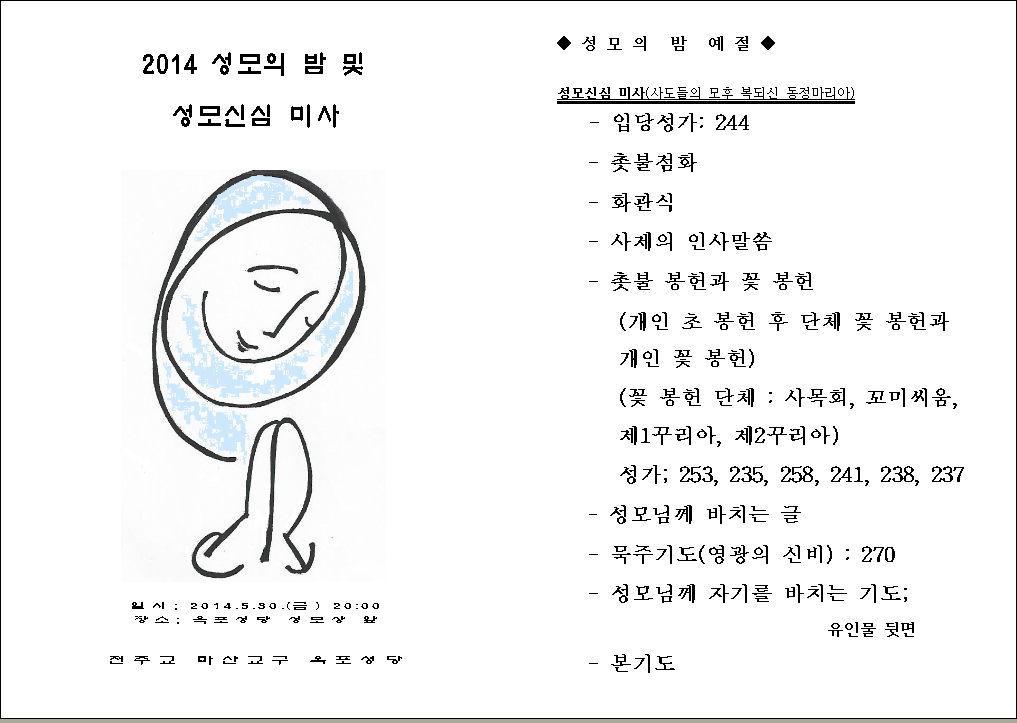 2014 성모의 밤 및
성모신심 미사
일시 : 2014.5.30.(금) 20:00
장소 : 옥포성당 성모상 앞
천주교 마산교구 옥포성당
◆ 성모의 밤 예절 ◆
성모신심 미사(사도들의 모후 복되신 동정마리아)
- 입당성가: 244
- 촛불점화
- 화관식
- 사제의 인사말씀
- 촛불 봉헌과 꽃 봉헌
(개인 초 봉헌 후 단체 꽃 봉헌과
개인 꽃 봉헌)
(꽃 봉헌 단체 : 사목회, 꼬미씨움,
제1꾸리아, 제2꾸리아)
성가; 253, 235, 258, 241, 238, 237
- 성모님께 바치는 글
- 묵주기도(영광의 신비) : 270
- 성모님께 자기를 바치는 기도;
유인물 뒷면
- 본기도